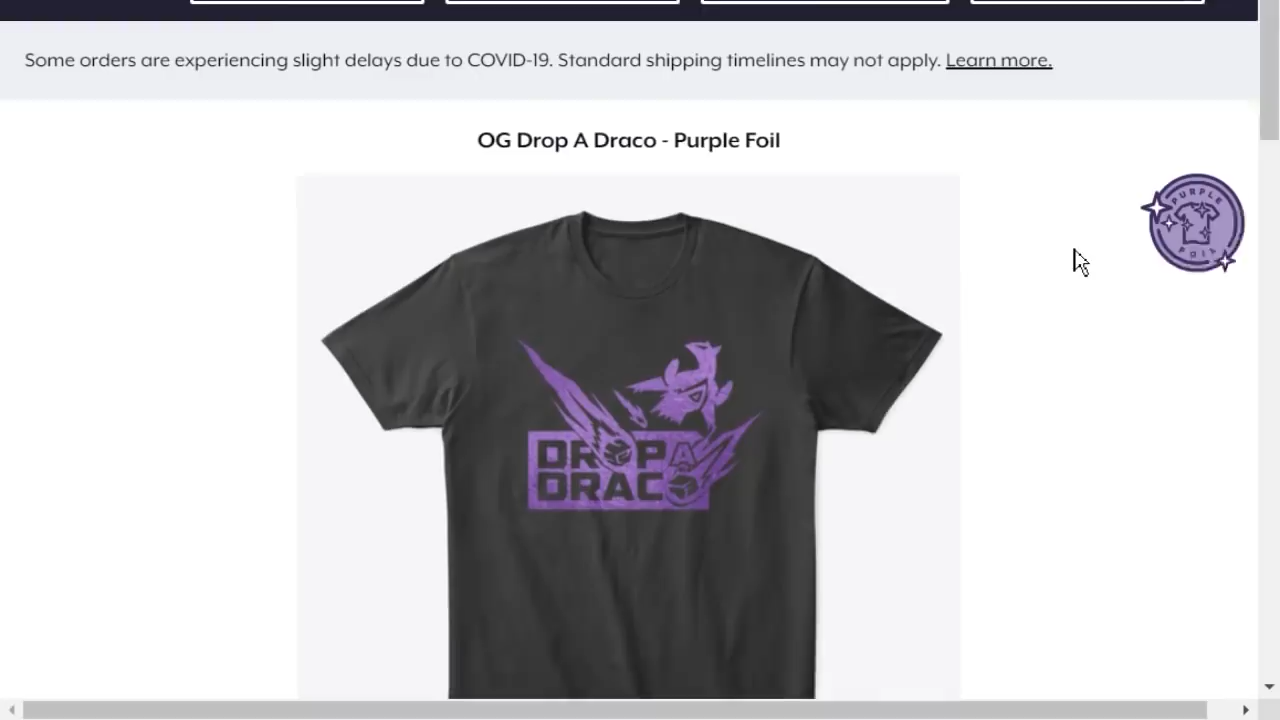 Some orders are experiencing slight delays due to COVID-19. Standard shipping timelines may not apply. Learn more.
OG Drop A Draco - Purple Foil
PURPLE
FOIL
DROP A
DRACO